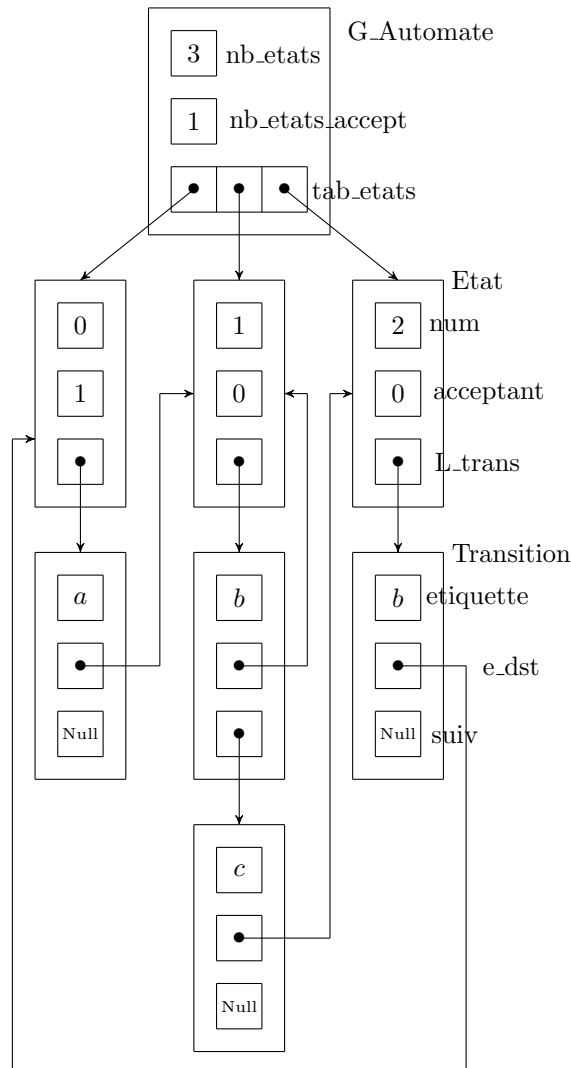 G_Automate
3 nb_etats
1 nb_etats_accept
tab_etats
Etat
0 1 2 num
1 0 0 acceptant
L_trans
Transition
a b b etiquette
e_dst
Null Null suiv
c
Null